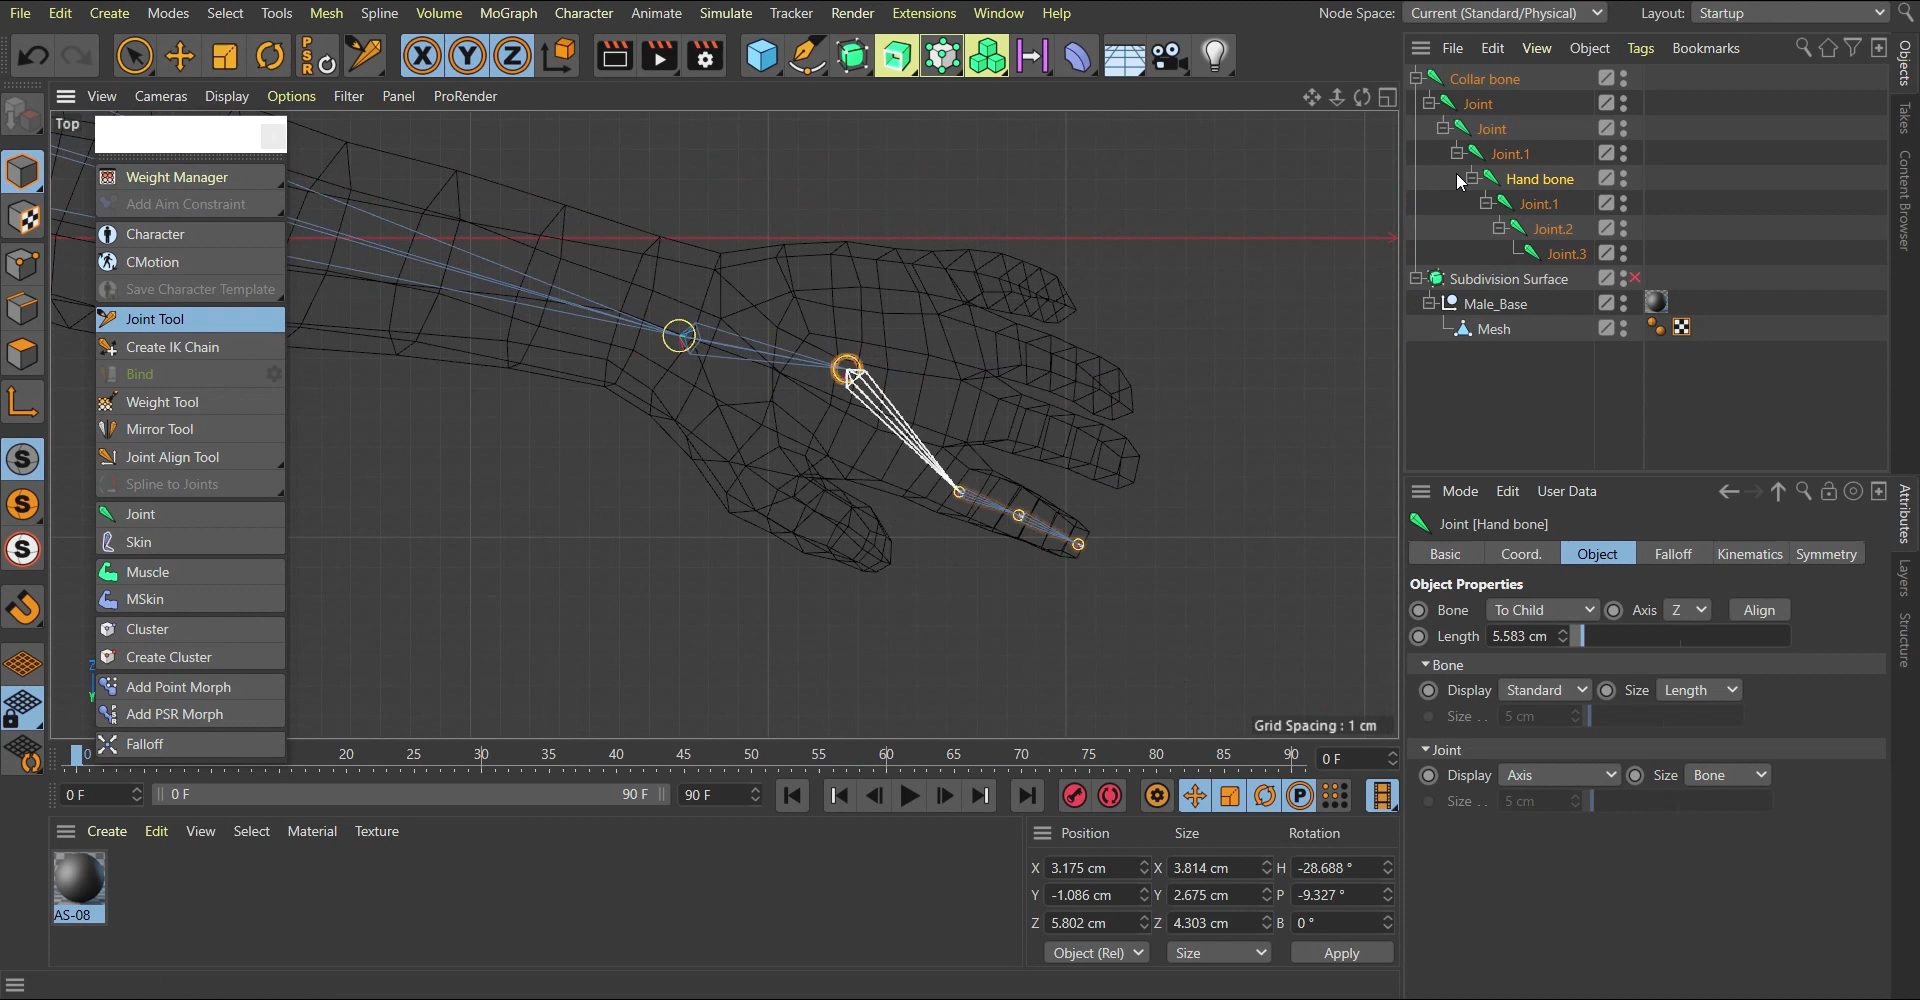 File Edit Create Modes Select Tools Mesh Spline Volume MoGraph Character Animate Simulate Tracker Render Extensions Window Help Node Space: Current (Standard/Physical) Layout: Startup
PSR X Y Z
File Edit View Object Tags Bookmarks
View Cameras Display Options Filter Panel ProRender
Top
Weight Manager
Add Aim Constraint
Character
CMotion
Save Character Template
Joint Tool
Create IK Chain
Bind
Weight Tool
Mirror Tool
Joint Align Tool
Spline to Joints
Joint
Skin
Muscle
MSkin
Cluster
Create Cluster
Add Point Morph
Add PSR Morph
Falloff
S
S
S
Z
Y
Grid Spacing : 1 cm
Collar bone
Joint
Joint
Joint.1
Hand bone
Joint.1
Joint.2
Joint.3
Subdivision Surface
Male_Base
Mesh
Objects
Takes
Content Browser
Attributes
Layers
Structure
Mode Edit User Data
Joint [Hand bone]
Basic Coord. Object Falloff Kinematics Symmetry
Object Properties
Bone To Child Axis Z Align
Length 5.583 cm
Bone
Display Standard Size Length
Size . . 5 cm
Joint
Display Axis Size Bone
Size . . 5 cm
0 20 25 30 35 40 45 50 55 60 65 70 75 80 85 90 0 F
0 F 0 F 90 F 90 F P
Create Edit View Select Material Texture
AS-08
Position Size Rotation
X 3.175 cm X 3.814 cm H -28.688 °
Y -1.086 cm Y 2.675 cm P -9.327 °
Z 5.802 cm Z 4.303 cm B 0 °
Object (Rel) Size Apply